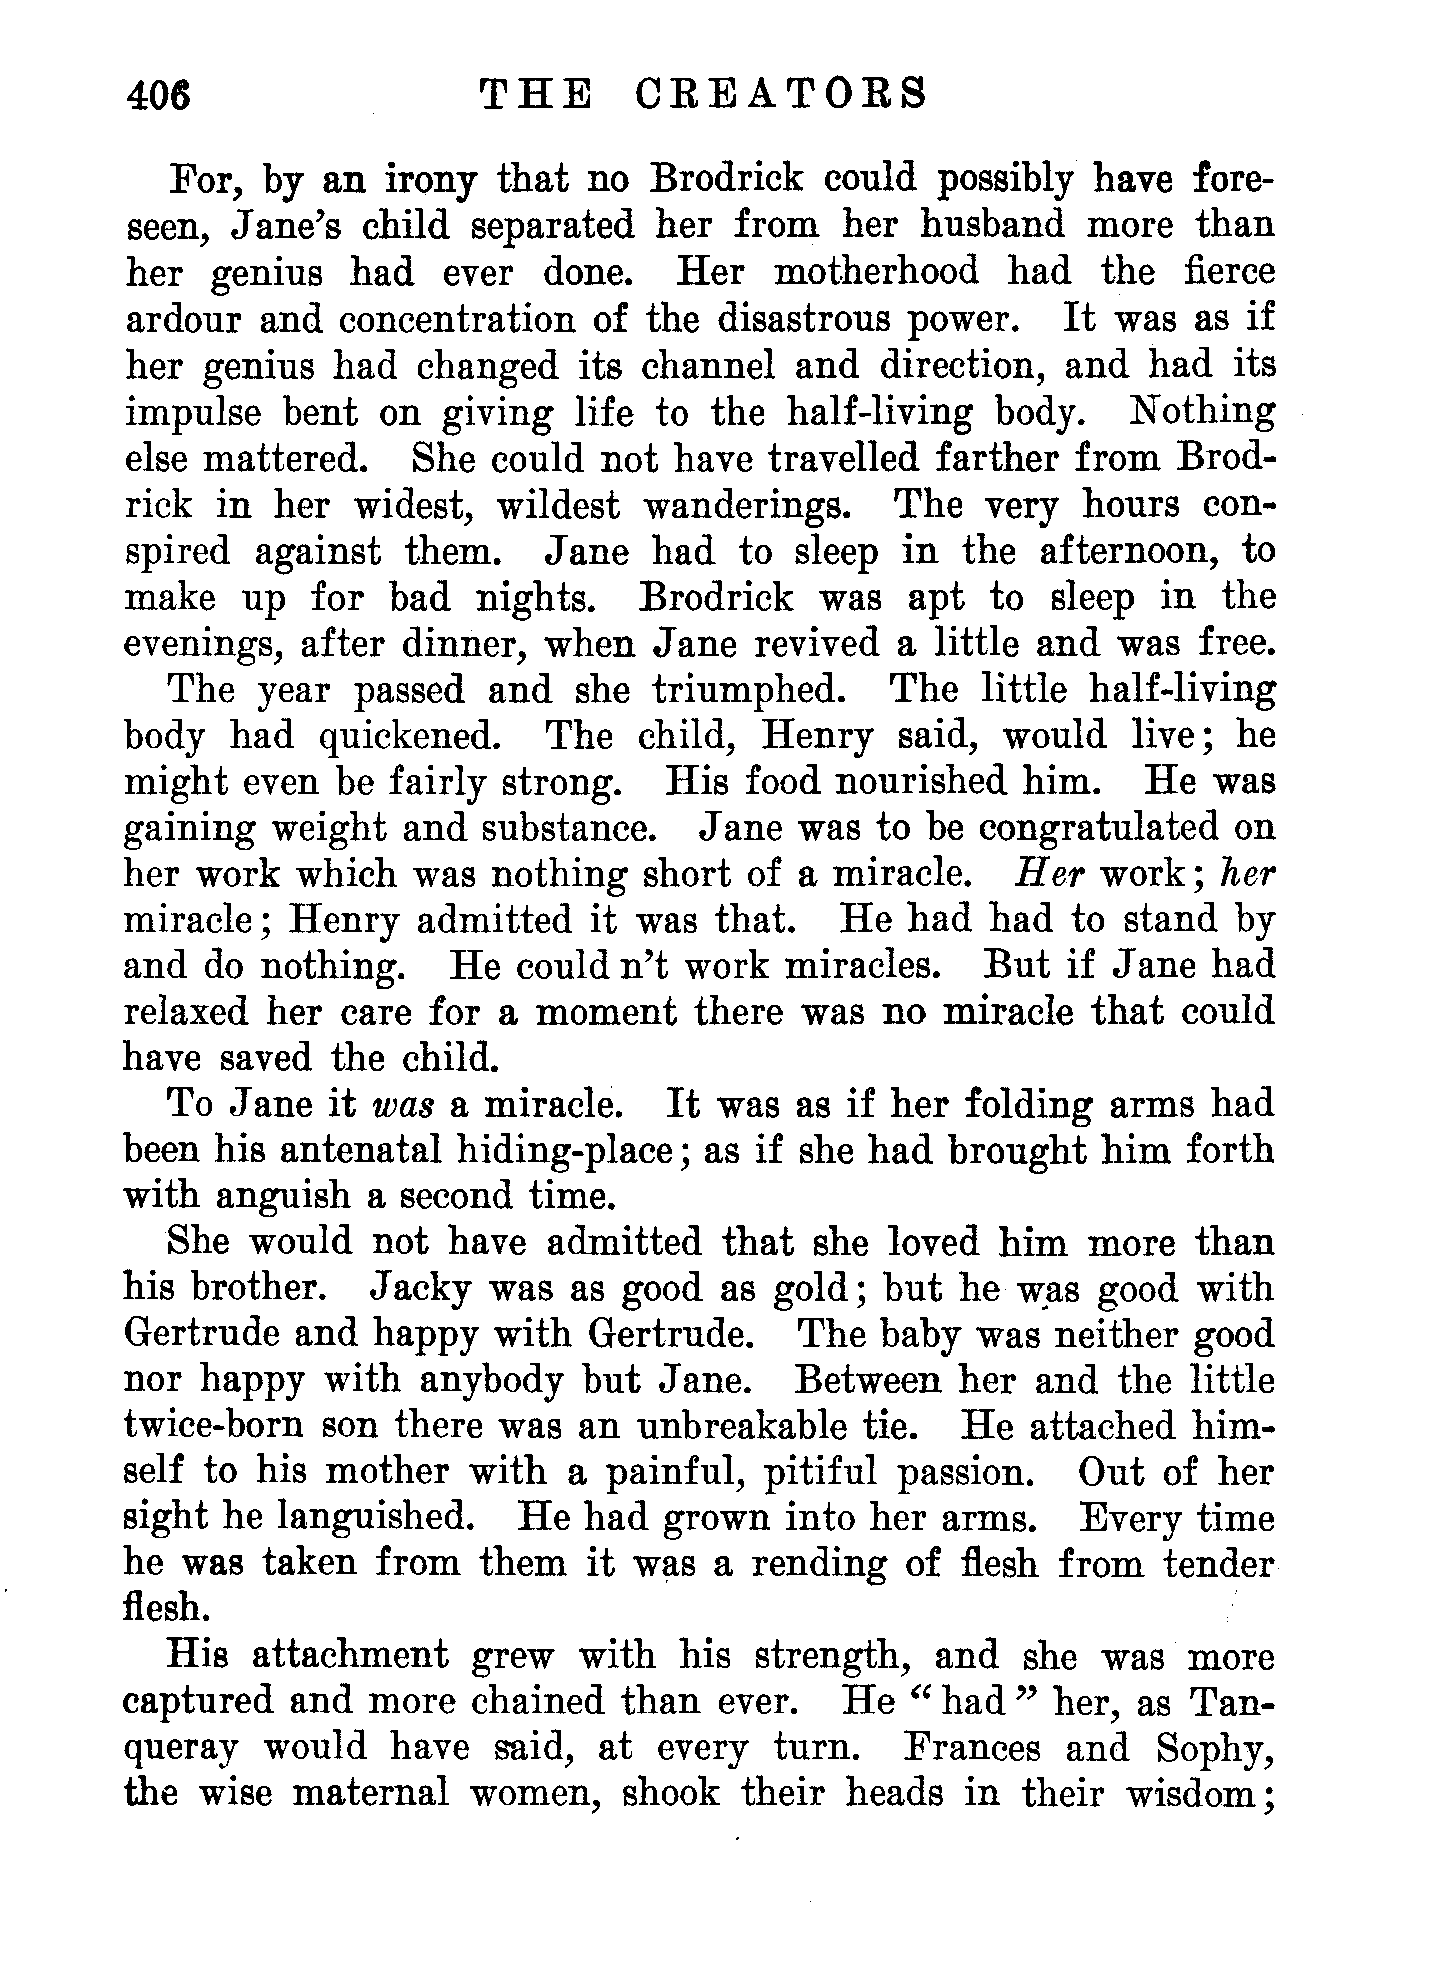 406 THE CREATORS
For, by an irony that no Brodrick could possibly have fore-
seen, Jane's child separated her from her husband more than
her genius had ever done. Her motherhood had the fierce
ardour and concentration of the disastrous power. It was as if
her genius had changed its channel and direction, and had its
impulse bent on giving life to the half-living body. Nothing
else mattered. She could not have travelled farther from Brod-
rick in her widest, wildest wanderings. The very hours con-
spired against them. Jane had to sleep in the afternoon, to
make up for bad nights. Brodrick was apt to sleep in the
evenings, after dinner, when Jane revived a little and was free.
The year passed and she triumphed. The little half-living
body had quickened. The child, Henry said, would live; he
might even be fairly strong. His food nourished him. He was
gaining weight and substance. Jane was to be congratulated on
her work which was nothing short of a miracle. Her work; her
miracle; Henry admitted it was that. He had had to stand by
and do nothing. He could n't work miracles. But if Jane had
relaxed her care for a moment there was no miracle that could
have saved the child.
To Jane it was a miracle. It was as if her folding arms had
been his antenatal hiding-place; as if she had brought him forth
with anguish a second time.
She would not have admitted that she loved him more than
his brother. Jacky was as good as gold; but he was good with
Gertrude and happy with Gertrude. The baby was neither good
nor happy with anybody but Jane. Between her and the little
twice-born son there was an unbreakable tie. He attached him-
self to his mother with a painful, pitiful passion. Out of her
sight he languished. He had grown into her arms. Every time
he was taken from them it was a rending of flesh from tender
flesh.
His attachment grew with his strength, and she was more
captured and more chained than ever. He "had" her, as Tan-
queray would have said, at every turn. Frances and Sophy,
the wise maternal women, shook their heads in their wisdom;